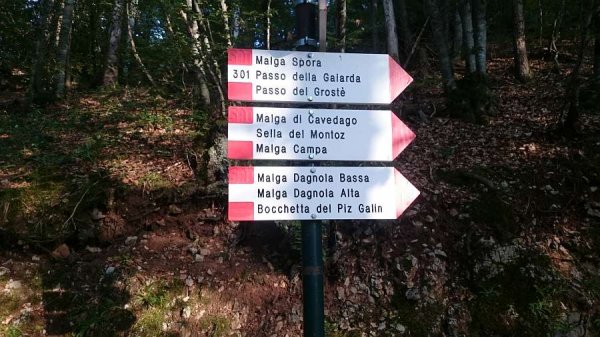 Malga Spora
301 Passo della Gaiarda
Passo del Grostè
Malga di Cavedago
Sella del Montoz
Malga Campa
Malga Dagnola Bassa
Malga Dagnola Alta
Bocchetta del Piz Galin